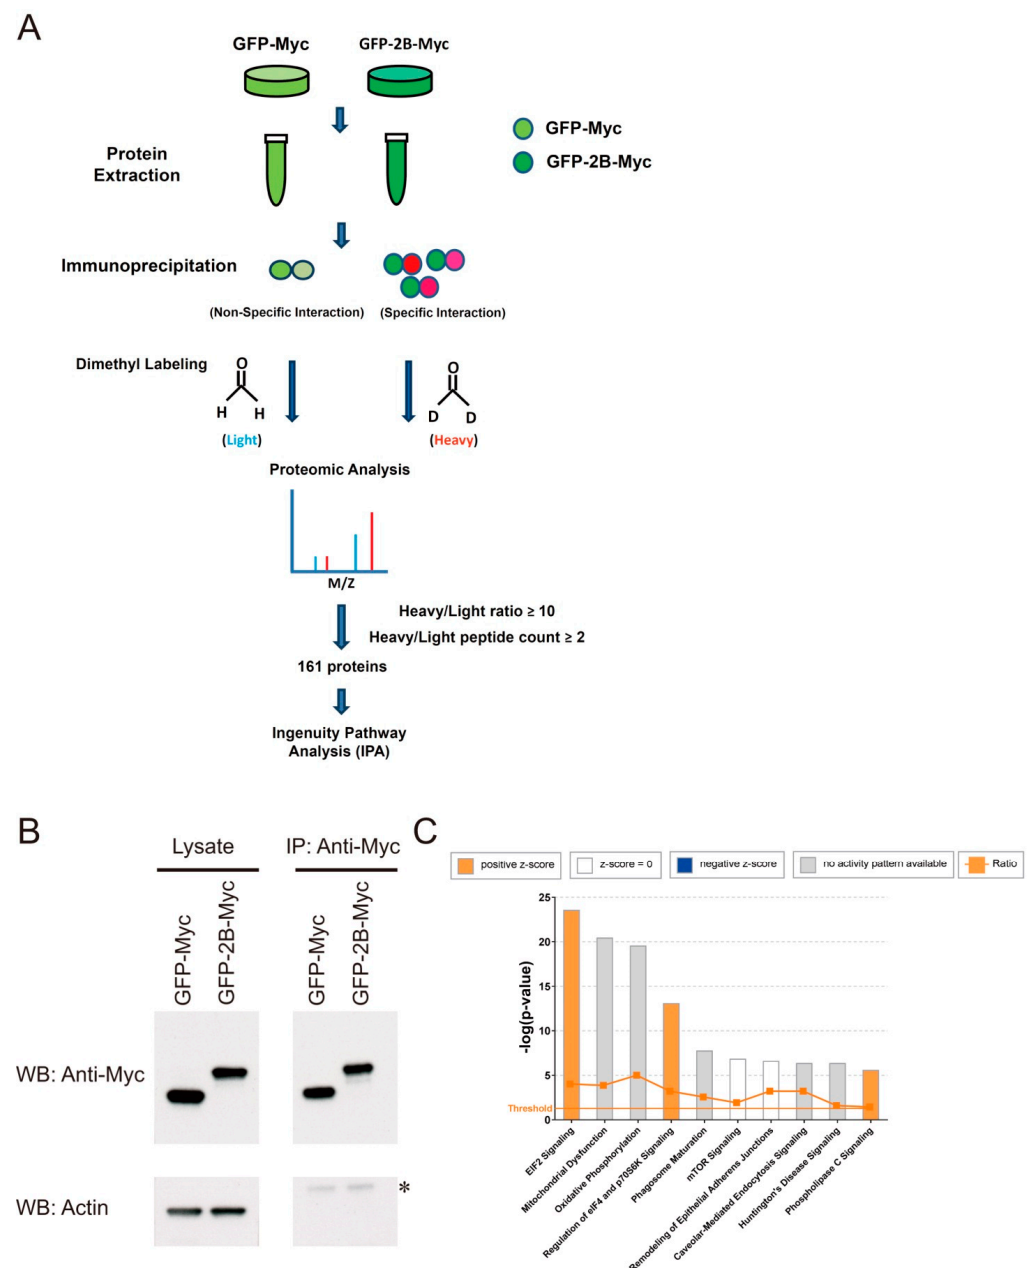 A
GFP-Myc
GFP-2B-Myc
GFP-Myc
GFP-2B-Myc
Protein
Extraction
Immunoprecipitation
(Non-Specific Interaction)
(Specific Interaction)
Dimethyl Labeling
O
H H
(Light)
O
D D
(Heavy)
Proteomic Analysis
M/Z
Heavy/Light ratio ≥ 10
Heavy/Light peptide count ≥ 2
161 proteins
Ingenuity Pathway
Analysis (IPA)
B
Lysate
IP: Anti-Myc
GFP-Myc
GFP-2B-Myc
GFP-Myc
GFP-2B-Myc
WB: Anti-Myc
WB: Actin
*
C
positive z-score
z-score = 0
negative z-score
no activity pattern available
Ratio
-log(p-value)
25
20
15
10
5
0
Threshold
EIF2 Signaling
Mitochondrial Dysfunction
Oxidative Phosphorylation
Regulation of eIF4 and p70S6K Signaling
Phagosome Maturation
mTOR Signaling
Remodeling of Epithelial Adherens Junctions
Caveolar-Mediated Endocytosis Signaling
Huntington's Disease Signaling
Phospholipase C Signaling